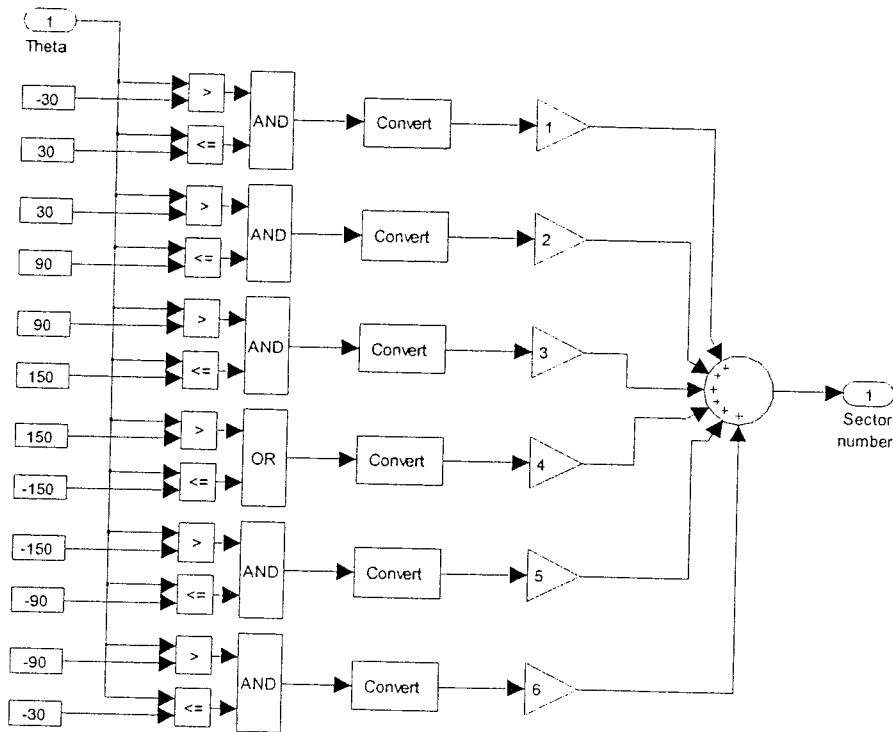 1
Theta
-30
>
AND
Convert
1
30
<=
30
>
AND
Convert
2
90
<=
90
>
AND
Convert
3
150
<=
+
+
+
+
+
+
1
Sector
number
150
>
OR
Convert
4
-150
<=
-150
>
AND
Convert
5
-90
<=
-90
>
AND
Convert
6
-30
<=